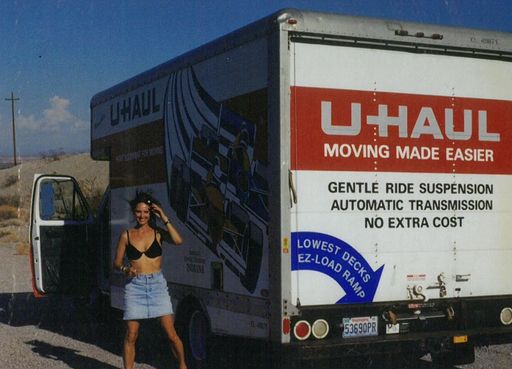 U-HAUL
U-HAUL
MOVING MADE EASIER
GENTLE RIDE SUSPENSION
AUTOMATIC TRANSMISSION
NO EXTRA COST
LOWEST DECKS
EZ-LOAD RAMP
53690PR